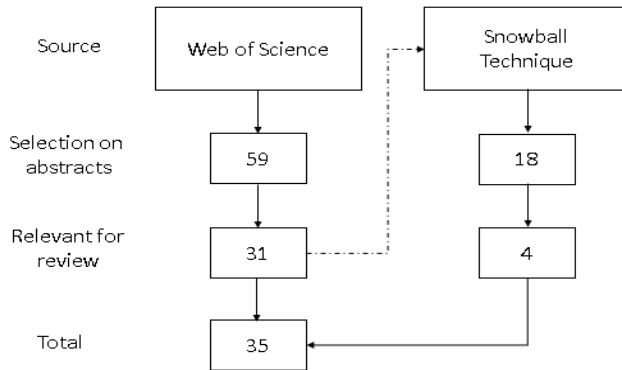 Source
Web of Science
Snowball
Technique
Selection on
abstracts
59
18
Relevant for
review
31
4
Total
35